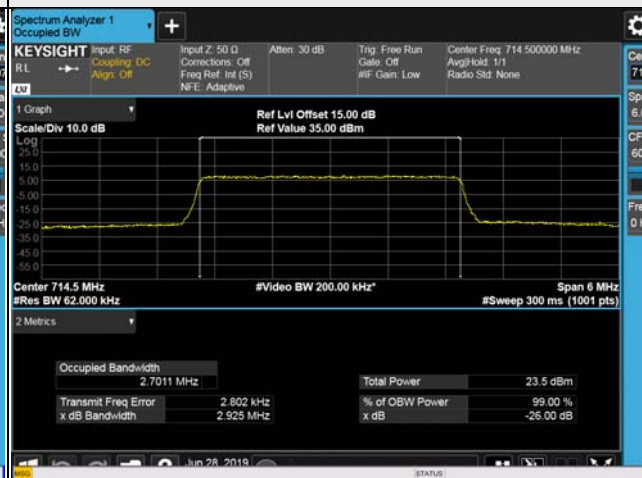 Spectrum Analyzer 1
Occupied BW
KEYSIGHT
RL
LXI
Input: RF
Coupling: DC
Align: Off
Input Z: 50 Ω
Corrections: Off
Freq Ref: Int (S)
NFE: Adaptive
Atten: 30 dB
Trig: Free Run
Gate: Off
#IF Gain: Low
Center Freq: 714.500000 MHz
Avg|Hold: 1/1
Radio Std: None
1 Graph
Scale/Div 10.0 dB
Ref Lvl Offset 15.00 dB
Ref Value 35.00 dBm
Log
25.0
15.0
5.00
-5.00
-15.0
-25.0
-35.0
-45.0
-55.0
Center 714.5 MHz
#Res BW 62.000 kHz
#Video BW 200.00 kHz*
Span 6 MHz
#Sweep 300 ms (1001 pts)
2 Metrics
Occupied Bandwidth
2.7011 MHz
Total Power 23.5 dBm
Transmit Freq Error 2.802 kHz
% of OBW Power 99.00 %
x dB Bandwidth 2.925 MHz
x dB -26.00 dB
Jun 28, 2019
MSG
STATUS